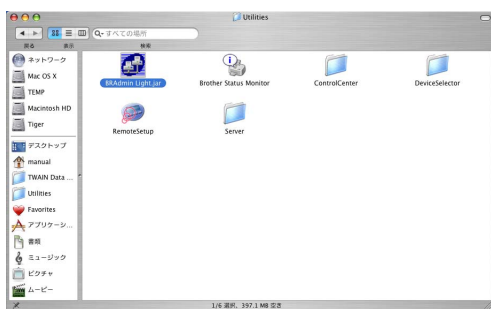 Utilities
すべての場所
戻る 表示 検索
ネットワーク
Mac OS X
TEMP
Macintosh HD
Tiger
デスクトップ
manual
TWAIN Data ...
Utilities
Favorites
アプリケーシ...
書類
ミュージック
ピクチャ
ムービー
BRAdmin Light.jar
Brother Status Monitor
ControlCenter
DeviceSelector
RemoteSetup
Server
1/6 選択、397.1 MB 空き